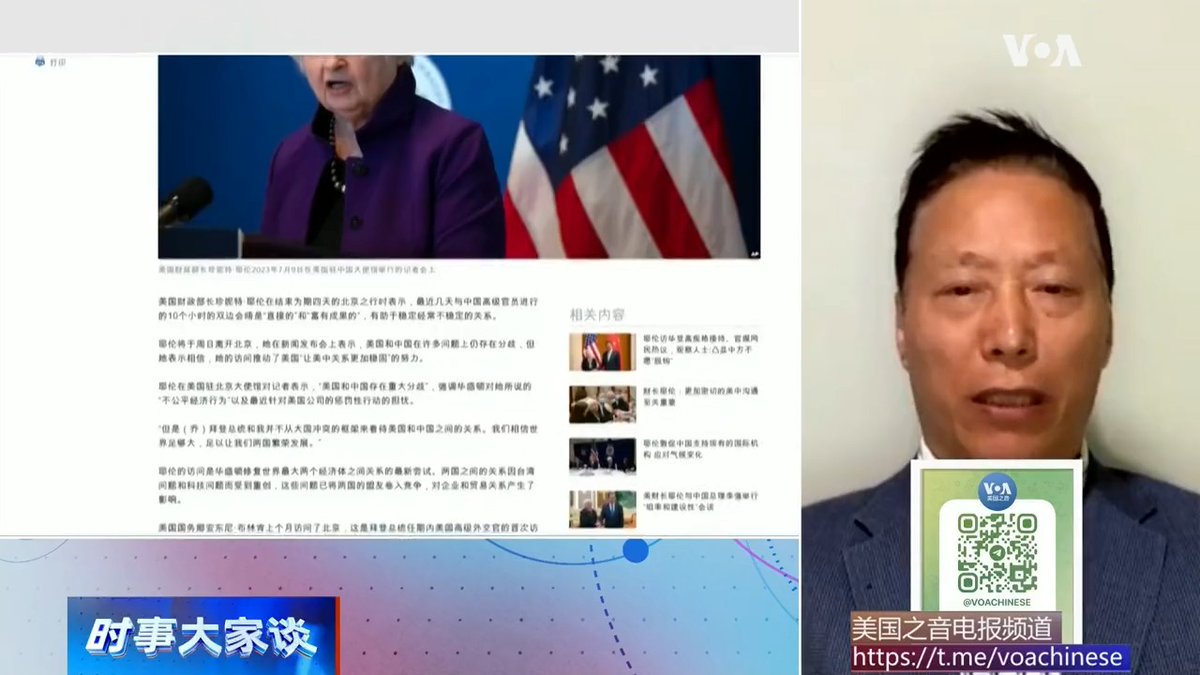 打印
AP
美国财政部长珍妮特·耶伦2023年7月9日在美国驻中国大使馆举行的记者会上
美国财政部长珍妮特·耶伦在结束为期四天的北京之行时表示，最近几天与中国高级官员进行
的10个小时的双边会晤是“直接的”和“富有成果的”，有助于稳定经常不稳定的关系。
耶伦将于周日离开北京，她在新闻发布会上表示，美国和中国在许多问题上仍存在分歧，但
她表示相信，她的访问推动了美国“让美中关系更加稳固”的努力。
耶伦在美国驻北京大使馆对记者表示，“美国和中国存在重大分歧”，强调华盛顿对她所说的
“不公平经济行为”以及最近针对美国公司的惩罚性行动的担忧。
“但是（乔）拜登总统和我并不从大国冲突的框架来看待美国和中国之间的关系。我们相信世
界足够大，足以让我们两国繁荣发展。”
耶伦的访问是华盛顿修复世界最大两个经济体之间关系的最新尝试。两国之间的关系因台湾
问题和科技问题而受到重创，这些问题已将两国的盟友卷入竞争，对企业和贸易关系产生了
影响。
美国国务卿安东尼·布林肯上个月访问了北京，这是拜登总统任期内美国高级外交官的首次访
相关内容
耶伦访华受高规格接待，官媒网
民热议，观察人士:凸显中方不
愿“脱钩”
财长耶伦：更加密切的美中沟通
至关重要
耶伦敦促中国支持现有的国际机
构 应对气候变化
美财长耶伦与中国总理李强举行
“坦率和建设性”会谈
时事大家谈
VOA
VOA
美国之音
@VOACHINESE
美国之音电报频道
https://t.me/voachinese